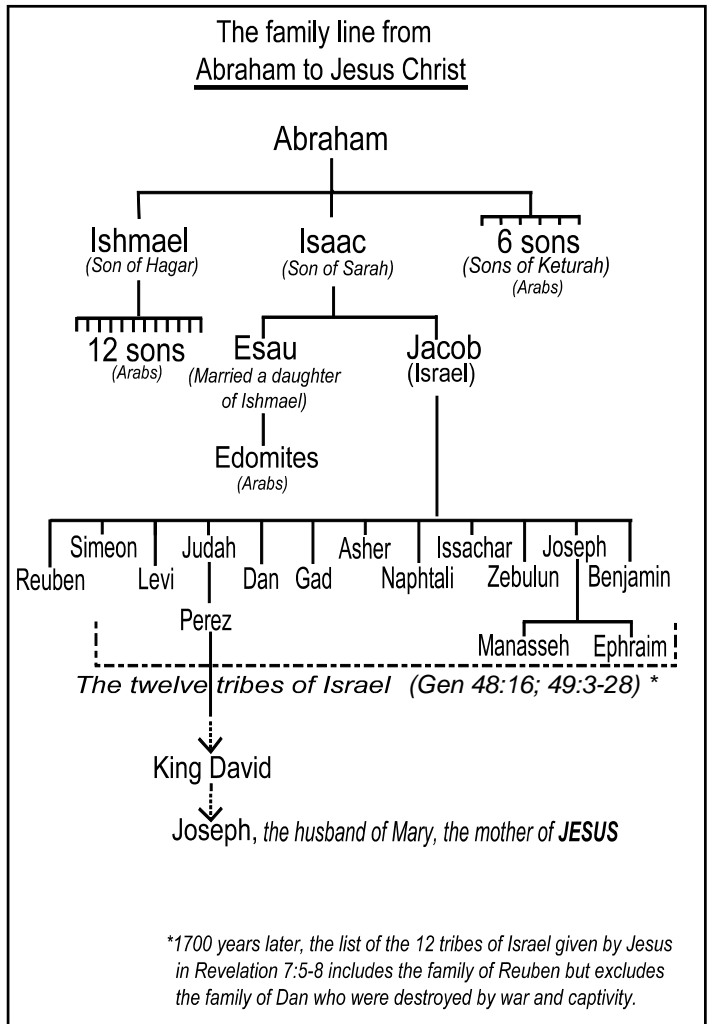 The family line from
Abraham to Jesus Christ
Abraham
Ishmael
(Son of Hagar)
Isaac
(Son of Sarah)
6 sons
(Sons of Keturah)
(Arabs)
12 sons
(Arabs)
Esau
(Married a daughter
of Ishmael)
Jacob
(Israel)
Edomites
(Arabs)
Simeon Judah Asher Issachar Joseph
Reuben Levi Dan Gad Naphtali Zebulun Benjamin
Perez
Manasseh Ephraim
The twelve tribes of Israel (Gen 48:16; 49:3-28) *
King David
Joseph, the husband of Mary, the mother of JESUS
*1700 years later, the list of the 12 tribes of Israel given by Jesus
in Revelation 7:5-8 includes the family of Reuben but excludes
the family of Dan who were destroyed by war and captivity.